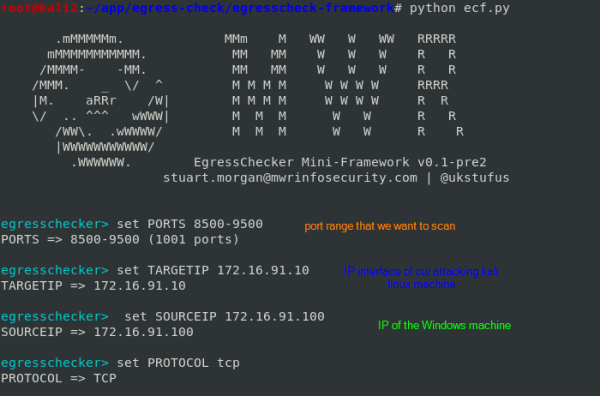 root@kali2:~/app/egress-check/egresscheck-framework# python ecf.py
.mMMMMMm.             MMm    M   WW   W   WW   RRRRR
mMMMMMMMMMMM.           MM   MM    W   W   W    R   R
/MMMM-    -MM.           MM   MM    W   W   W    R   R
/MMM.    _  \/  ^         M M M M     W W W W     RRRR
|M.    aRRr    /W|        M M M M     W W W W     R  R
\/  .. ^^^   wWWW|        M  M  M      W   W      R   R
/WW\.  .wWWWW/         M  M  M      W   W      R    R
|WWWWWWWWWWW/
.WWWWWW.        EgressChecker Mini-Framework v0.1-pre2
stuart.morgan@mwrinfosecurity.com | @ukstufus
egresschecker> set PORTS 8500-9500
port range that we want to scan
PORTS => 8500-9500 (1001 ports)
egresschecker> set TARGETIP 172.16.91.10
IP interface of our attacking kali
linux machine
TARGETIP => 172.16.91.10
egresschecker>  set SOURCEIP 172.16.91.100
IP of the Windows machine
SOURCEIP => 172.16.91.100
egresschecker> set PROTOCOL tcp
PROTOCOL => TCP